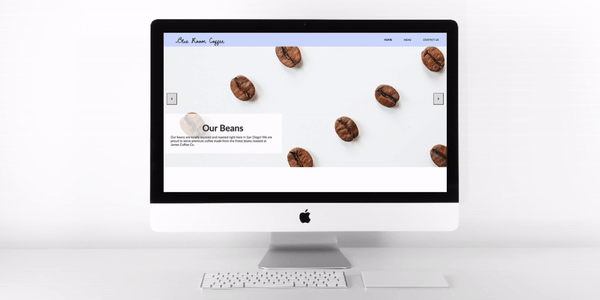 Blue Room Coffee
HOME MENU CONTACT US
Our Beans
Our beans are locally sourced and roasted right here in San Diego! We are
proud to serve premium coffee made from the finest beans roasted at
James Coffee Co.